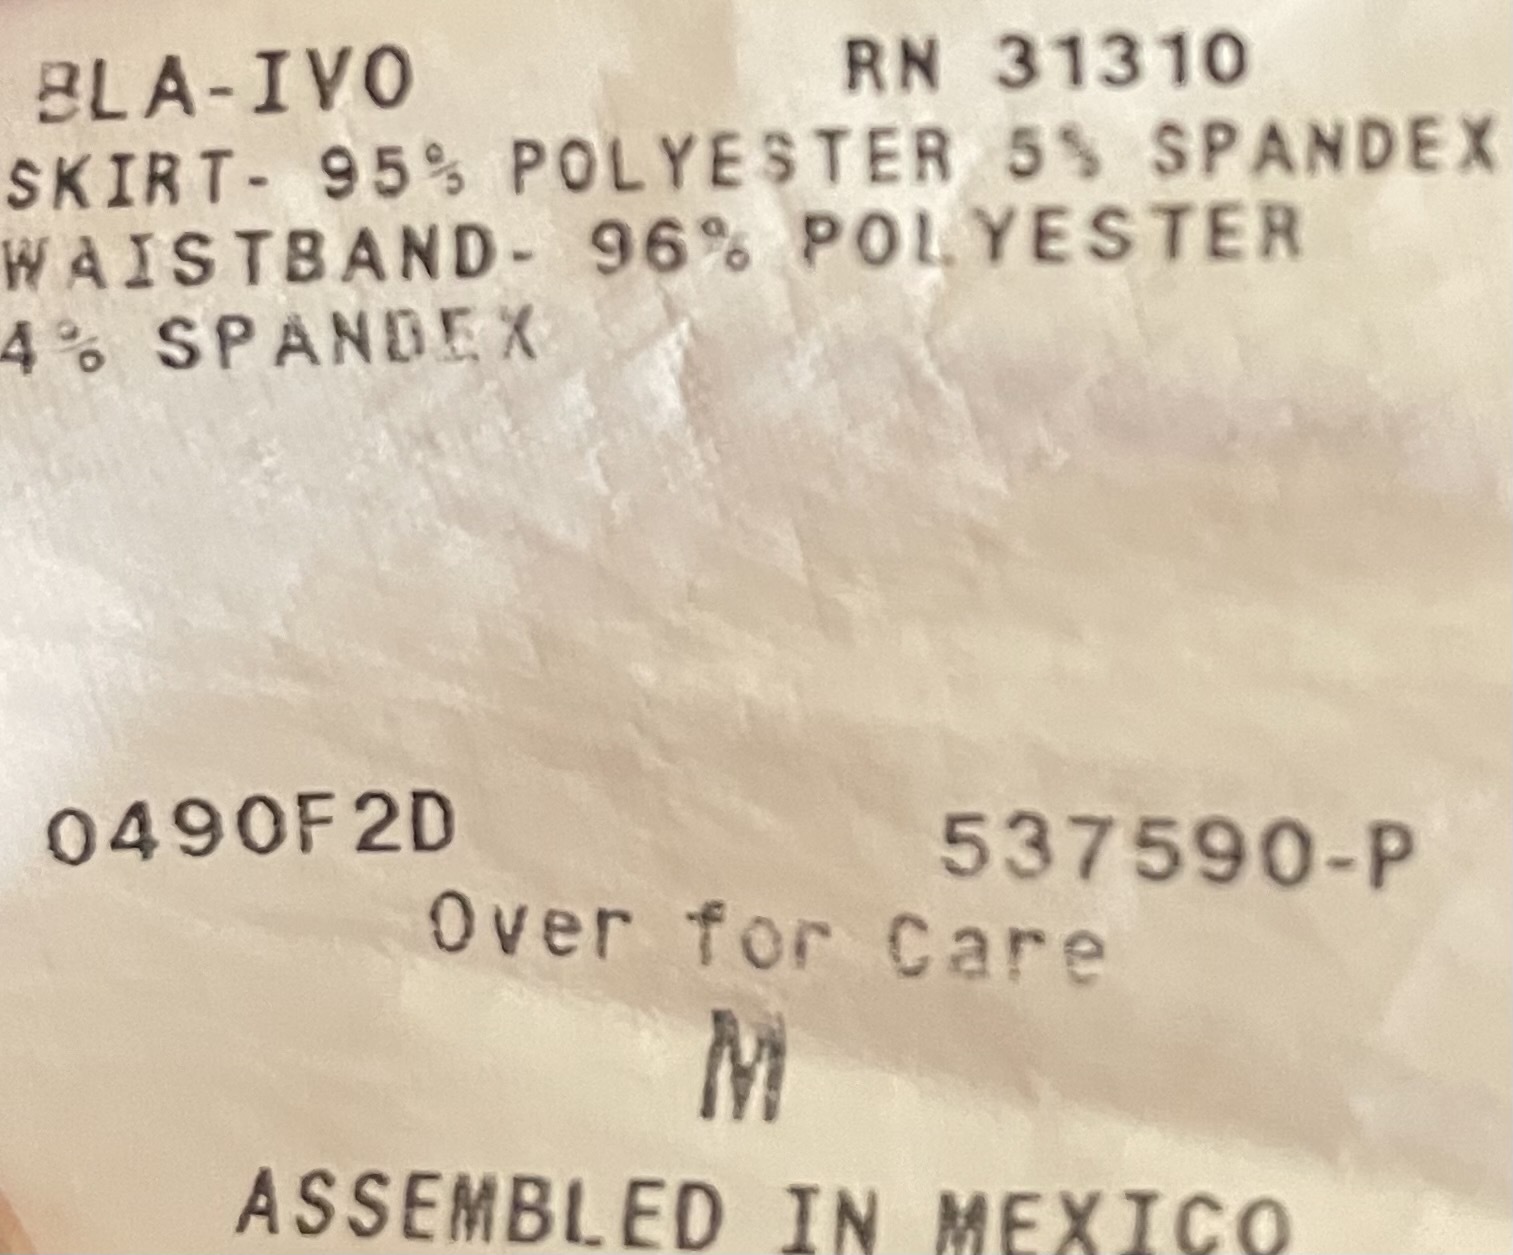 BLA-IVO RN 31310
SKIRT- 95% POLYESTER 5% SPANDEX
WAISTBAND- 96% POLYESTER
4% SPANDEX
0490F2D 537590-P
Over for Care
M
ASSEMBLED IN MEXICO